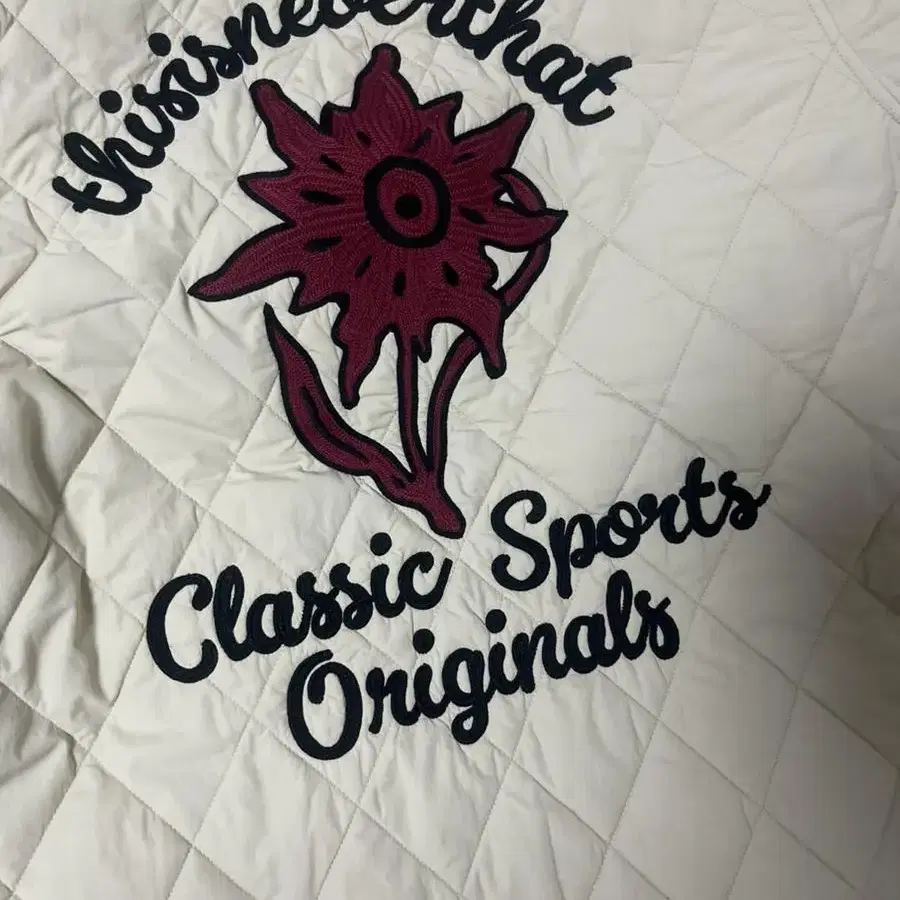 thisisneverthat
Classic Sports
Originals